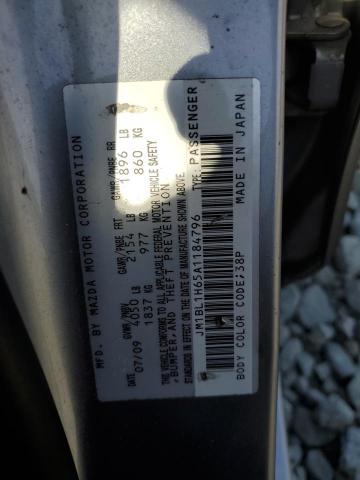 MFD. BY MAZDA MOTOR CORPORATION
GVWR/PNBV GAWR/PNBE FRT GAWR/PNBE RR
07/09 4050 LB 2154 LB 1896 LB
1837 KG 977 KG 860 KG
THIS VEHICLE CONFORMS TO ALL APPLICABLE FEDERAL MOTOR VEHICLE SAFETY
*BUMPER, AND THEFT PREVENTION
STANDARDS IN EFFECT ON THE DATE OF MANUFACTURE SHOWN ABOVE.
JM1BL1H65A1184796 TYPE: PASSENGER
BODY COLOR CODE: 38P MADE IN JAPAN